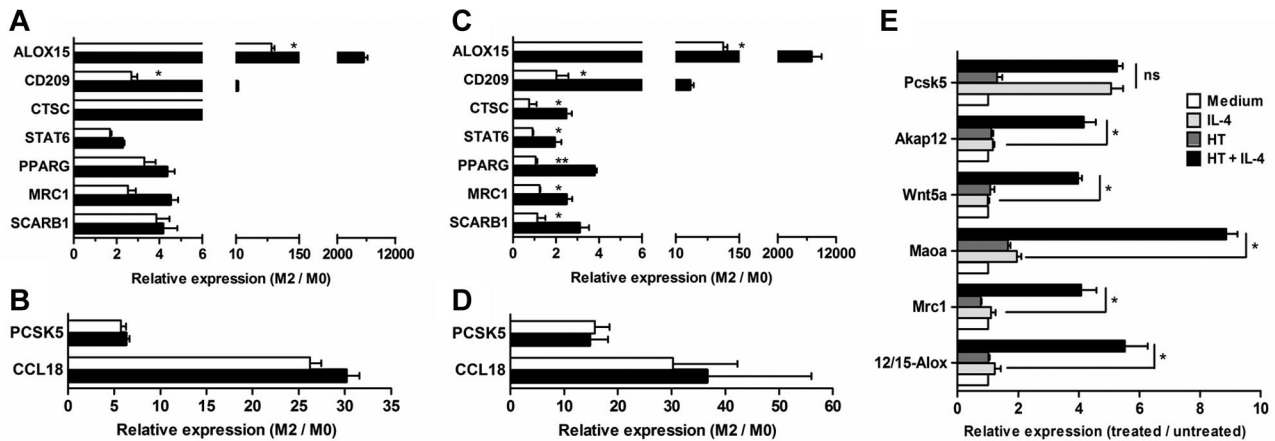 A
ALOX15
*
CD209
*
CTSC
STAT6
PPARG
MRC1
SCARB1
0 2 4 6 10 150 2000 12000
Relative expression (M2 / M0)
B
PCSK5
CCL18
0 5 10 15 20 25 30 35
Relative expression (M2 / M0)
C
ALOX15
*
CD209
*
CTSC
*
STAT6
*
PPARG
**
MRC1
*
SCARB1
*
0 2 4 6 10 150 2000 12000
Relative expression (M2 / M0)
D
PCSK5
CCL18
0 20 40 60
Relative expression (M2 / M0)
E
Pcsk5
ns
Akap12
*
Wnt5a
*
Maoa
*
Mrc1
*
12/15-Alox
*
0 2 4 6 8 10
Relative expression (treated / untreated)
Medium
IL-4
HT
HT + IL-4